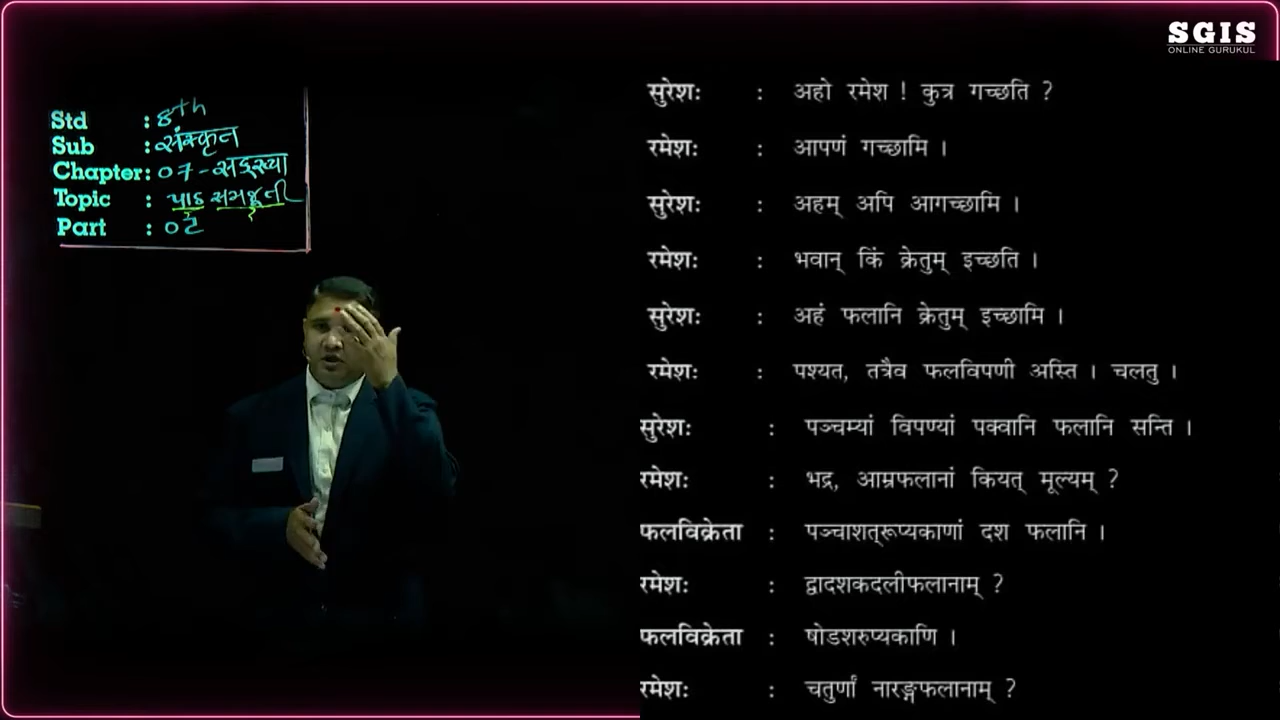 SGIS
ONLINE GURUKUL
Std : 8th
Sub : संस्कृत
Chapter: 07 - सङ्ख्या
Topic : પાઠ સમજૂતી
Part : 02
सुरेशः : अहो रमेश ! कुत्र गच्छति ?
रमेशः : आपणं गच्छामि ।
सुरेशः : अहम् अपि आगच्छामि ।
रमेशः : भवान् किं क्रेतुम् इच्छति ।
सुरेशः : अहं फलानि क्रेतुम् इच्छामि ।
रमेशः : पश्यत, तत्रैव फलविपणी अस्ति । चलतु ।
सुरेशः : पञ्चम्यां विपण्यां पक्वानि फलानि सन्ति ।
रमेशः : भद्र, आम्रफलानां कियत् मूल्यम् ?
फलविक्रेता : पञ्चाशत्‌रूप्यकाणां दश फलानि ।
रमेशः : द्वादशकदलीफलानाम् ?
फलविक्रेता : षोडशरुप्यकाणि ।
रमेशः : चतुर्णां नारङ्गफलानाम् ?